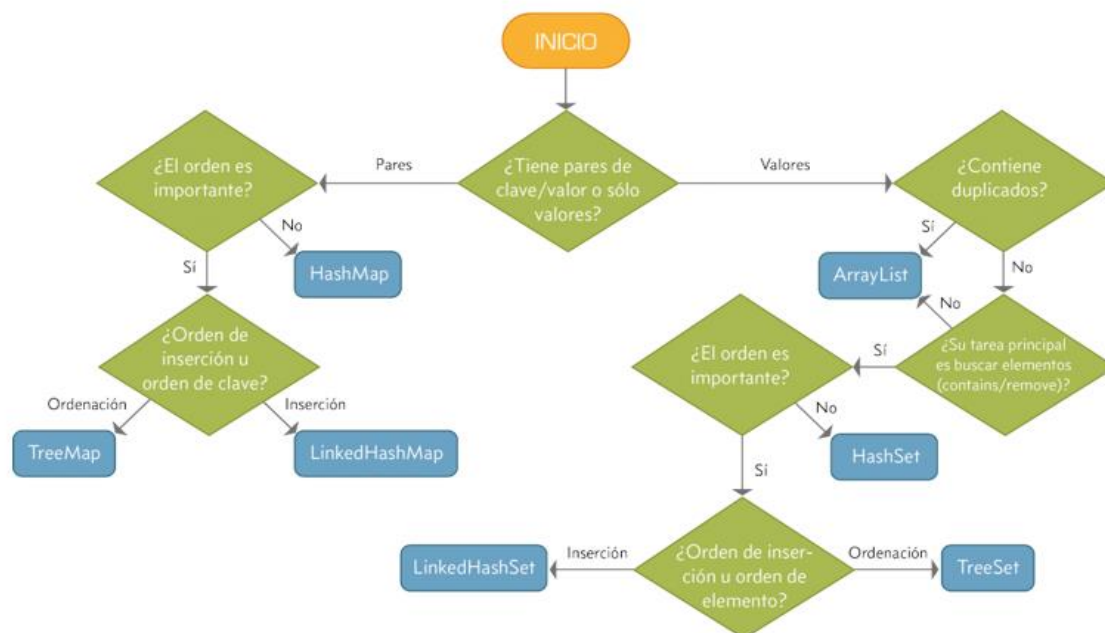 INICIO
¿El orden es
importante?
Pares
¿Tiene pares de
clave/valor o sólo
valores?
Valores
¿Contiene
duplicados?
No
Sí
HashMap
Sí
ArrayList
No
No
¿Orden de
inserción u
orden de clave?
¿El orden es
importante?
Sí
¿Su tarea principal
es buscar elementos
(contains/remove)?
Ordenación
Inserción
No
TreeMap
LinkedHashMap
HashSet
Sí
LinkedHashSet
Inserción
¿Orden de inser-
ción u orden de
elemento?
Ordenación
TreeSet